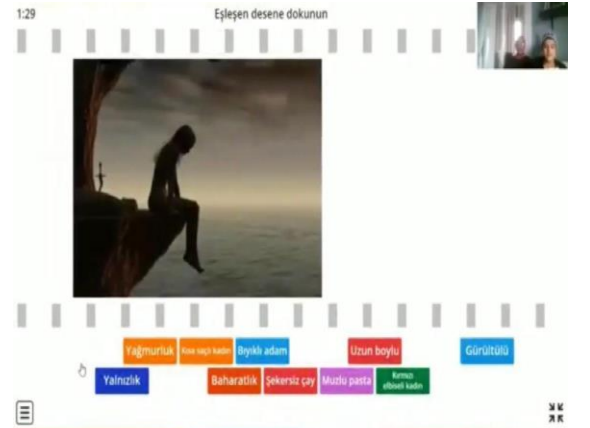 1:29
Eşleşen desene dokunun
Yağmurluk
Kısa saçlı kadın
Bıyıklı adam
Uzun boylu
Gürültülü
Yalnızlık
Baharatlık
Şekersiz çay
Muzlu pasta
Kırmızı
elbiseli kadın